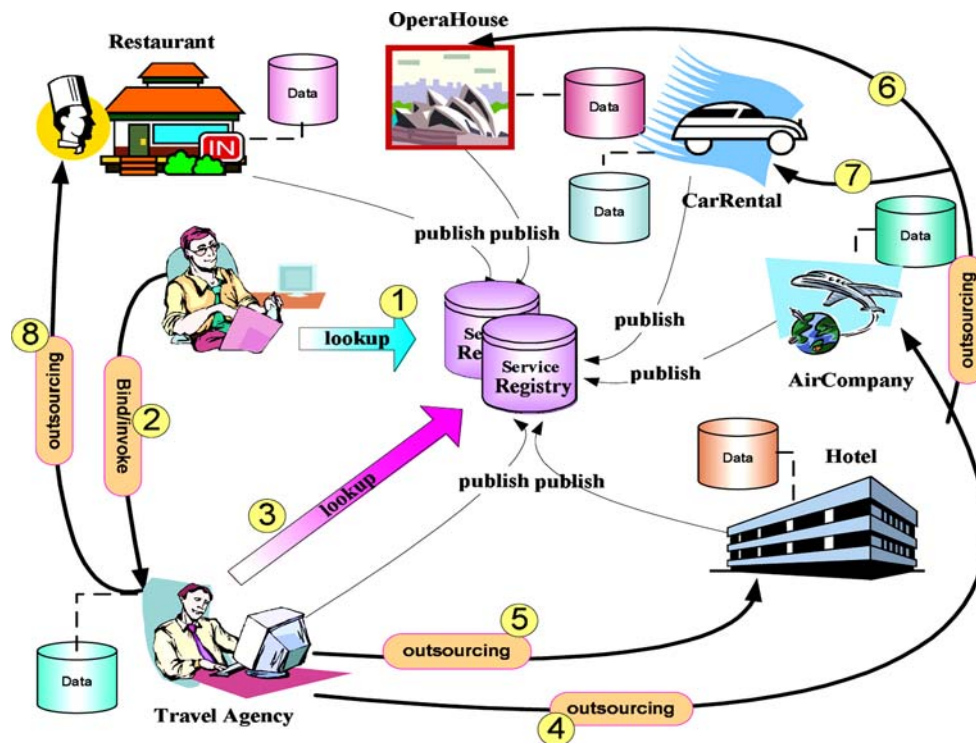 OperaHouse
Restaurant
Data
IN
Data
6
Data
CarRental
7
Data
publish
publish
1
lookup
publish
Se
Re
Service
Registry
publish
AirCompany
outsourcing
8
outsourcing
Bind/invoke
2
3
lookup
publish
publish
Data
Hotel
5
outsourcing
Data
Travel Agency
outsourcing
4